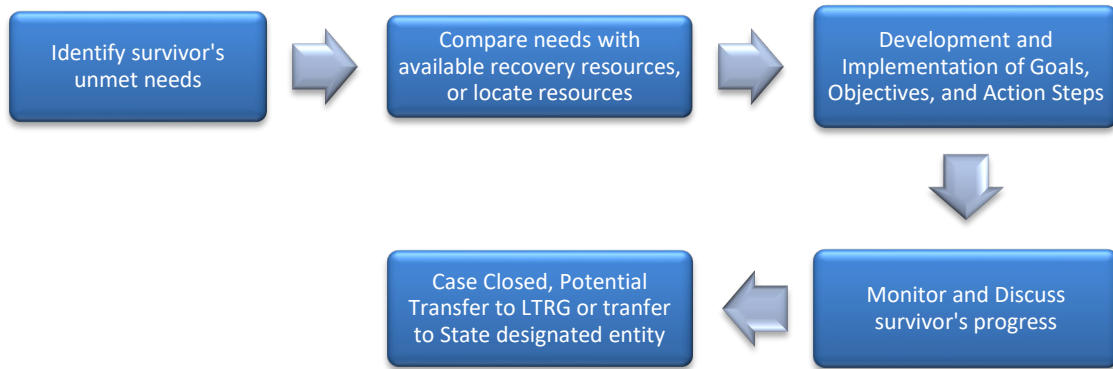 Identify survivor's
unmet needs
Compare needs with
available recovery resources,
or locate resources
Development and
Implementation of Goals,
Objectives, and Action Steps
Monitor and Discuss
survivor's progress
Case Closed, Potential
Transfer to LTRG or tranfer
to State designated entity